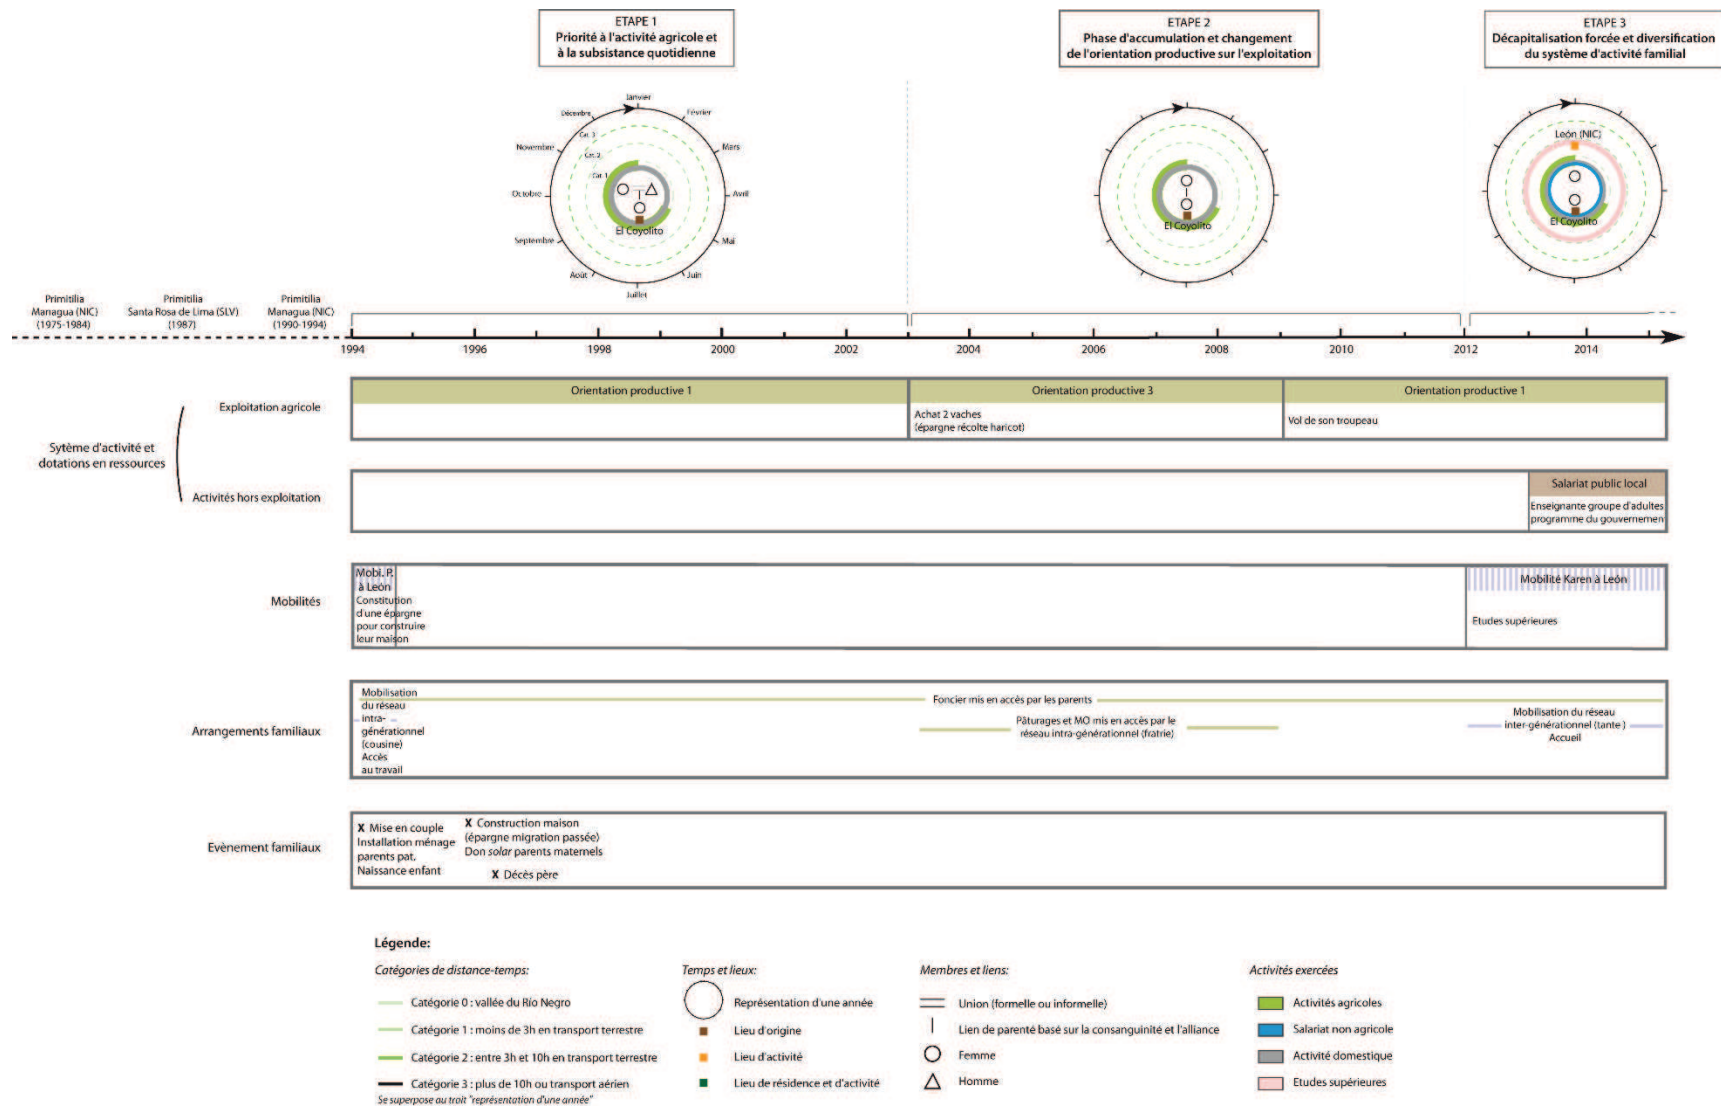 ETAPE 1
Priorité à l'activité agricole et
à la subsistance quotidienne
ETAPE 2
Phase d'accumulation et changement
de l'orientation productive sur l'exploitation
ETAPE 3
Décapitalisation forcée et diversification
du système d'activité familial
Janvier
Février
Mars
Avril
Mai
Juin
Juillet
Août
Septembre
Octobre
Novembre
Décembre
Cat. 3
Cat. 2
Cat. 1
El Coyolito
El Coyolito
León (NIC)
El Coyolito
Primitilia
Managua (NIC)
(1975-1984)
Primitilia
Santa Rosa de Lima (SLV)
(1987)
Primitilia
Managua (NIC)
(1990-1994)
1994
1996
1998
2000
2002
2004
2006
2008
2010
2012
2014
Sytème d'activité et
dotations en ressources
Exploitation agricole
Orientation productive 1
Orientation productive 3
Achat 2 vaches
(épargne récolte haricot)
Orientation productive 1
Vol de son troupeau
Activités hors exploitation
Salariat public local
Enseignante groupe d'adultes
programme du gouvernemen
Mobilités
Mobi. P.
à León
Constitution
d'une épargne
pour construire
leur maison
Mobilité Karen à León
Etudes supérieures
Arrangements familiaux
Mobilisation
du réseau
intra-
générationnel
(cousine)
Accès
au travail
Foncier mis en accès par les parents
Pâturages et MO mis en accès par le
réseau intra-générationnel (fratrie)
Mobilisation du réseau
inter-générationnel (tante )
Accueil
Evènement familiaux
X Mise en couple
Installation ménage
parents pat.
Naissance enfant
X Construction maison
(épargne migration passée)
Don solar parents maternels
X Décès père
Légende:
Catégories de distance-temps:
Catégorie 0 : vallée du Río Negro
Catégorie 1 : moins de 3h en transport terrestre
Catégorie 2 : entre 3h et 10h en transport terrestre
Catégorie 3 : plus de 10h ou transport aérien
Se superpose au trait "représentation d'une année"
Temps et lieux:
Représentation d'une année
Lieu d'origine
Lieu d'activité
Lieu de résidence et d'activité
Membres et liens:
Union (formelle ou informelle)
Lien de parenté basé sur la consanguinité et l'alliance
Femme
Homme
Activités exercées
Activités agricoles
Salariat non agricole
Activité domestique
Etudes supérieures